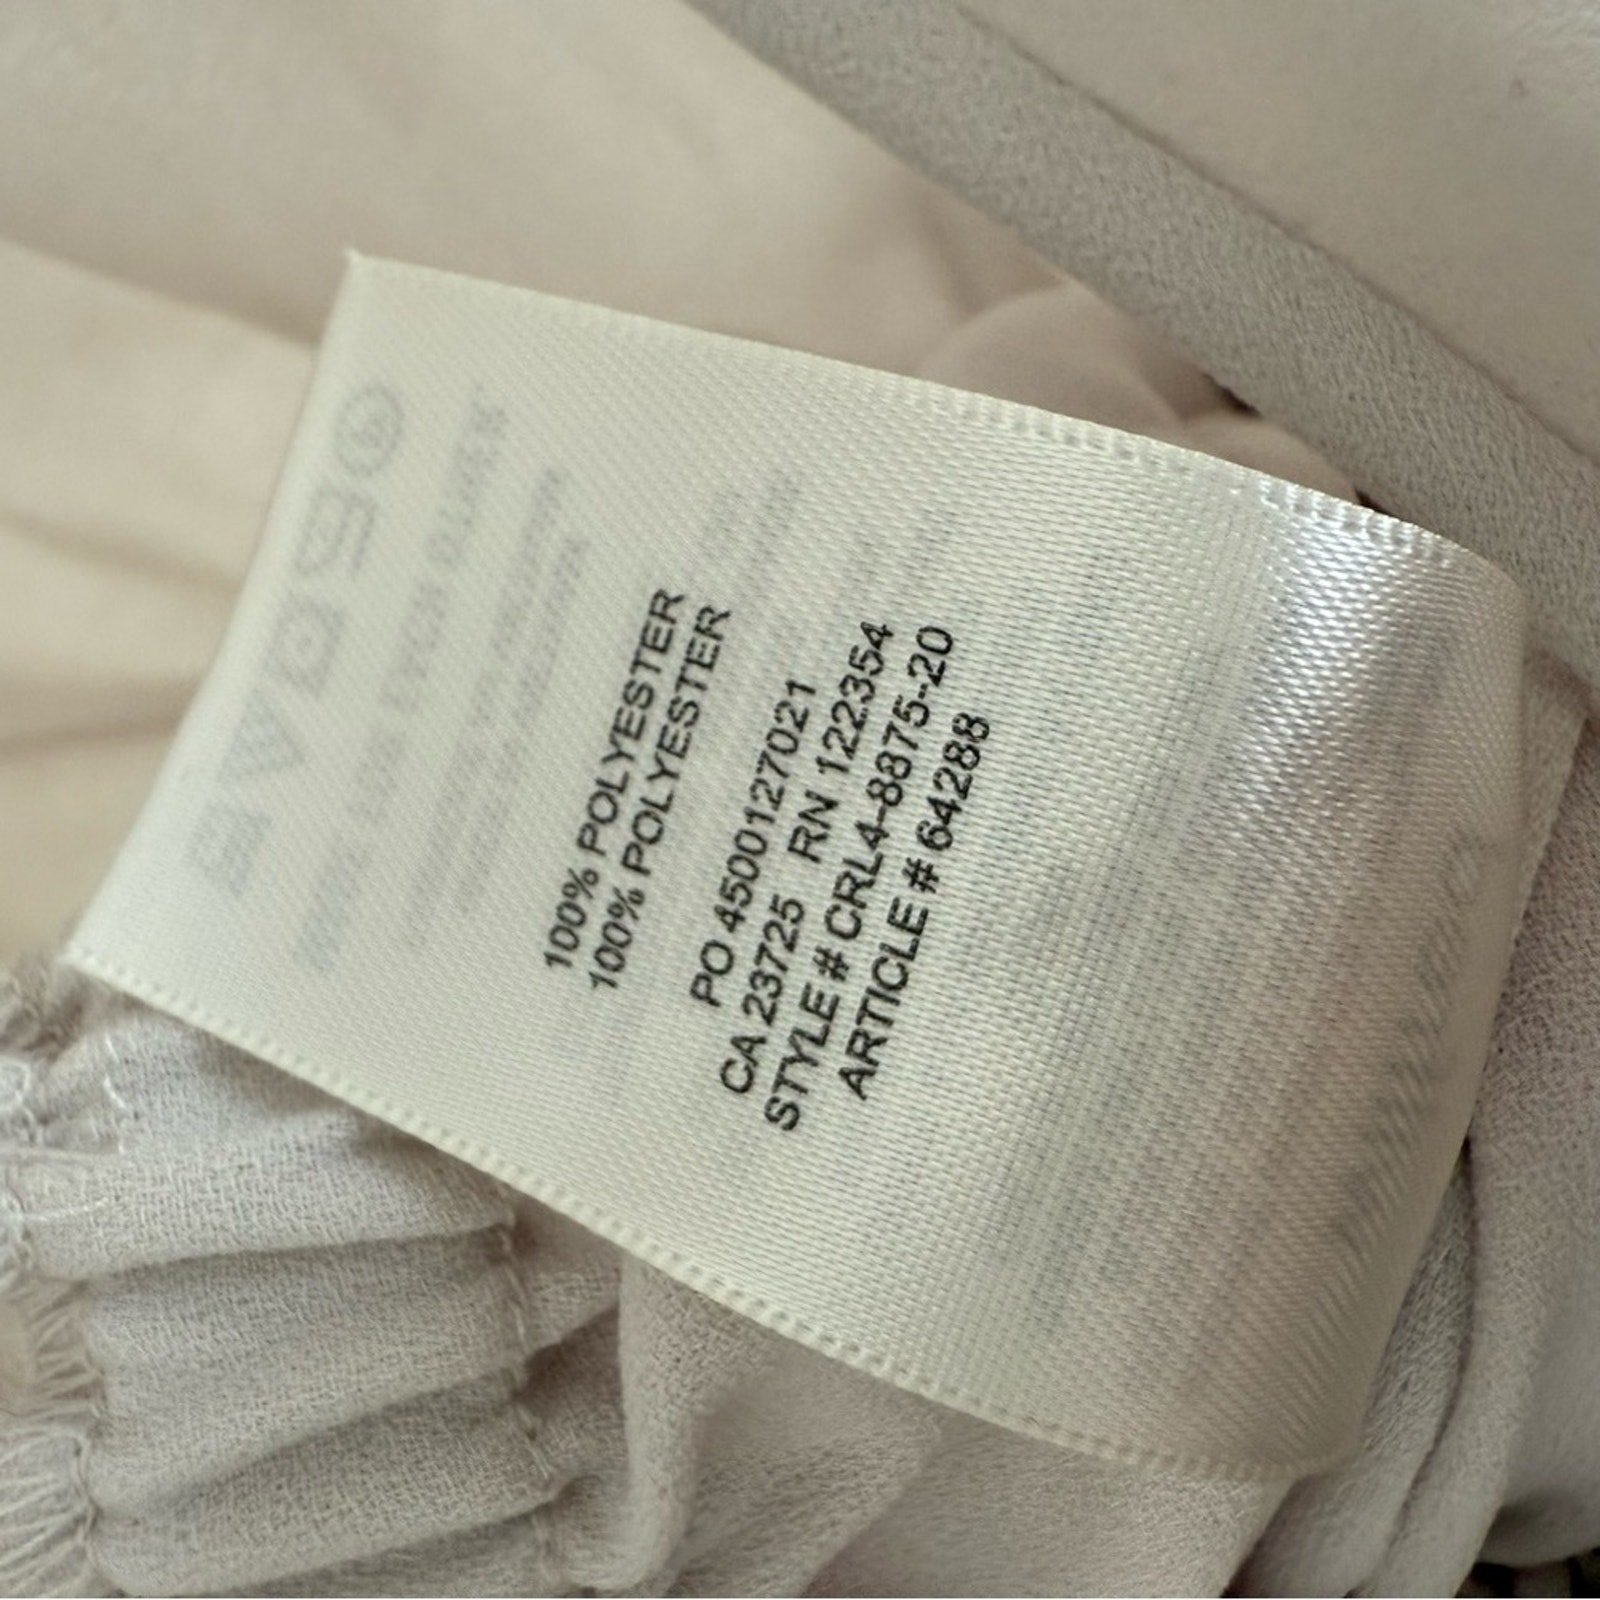 100% POLYESTER
100% POLYESTER
PO 4500127021
CA 23725 RN 122354
STYLE # CRL4-8875-20
ARTICLE # 64288